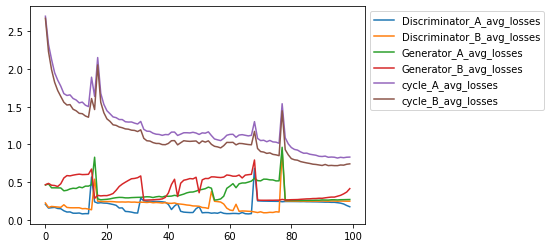 2.5
2.0
1.5
1.0
0.5
0.0
0
20
40
60
80
100
Discriminator_A_avg_losses
Discriminator_B_avg_losses
Generator_A_avg_losses
Generator_B_avg_losses
cycle_A_avg_losses
cycle_B_avg_losses